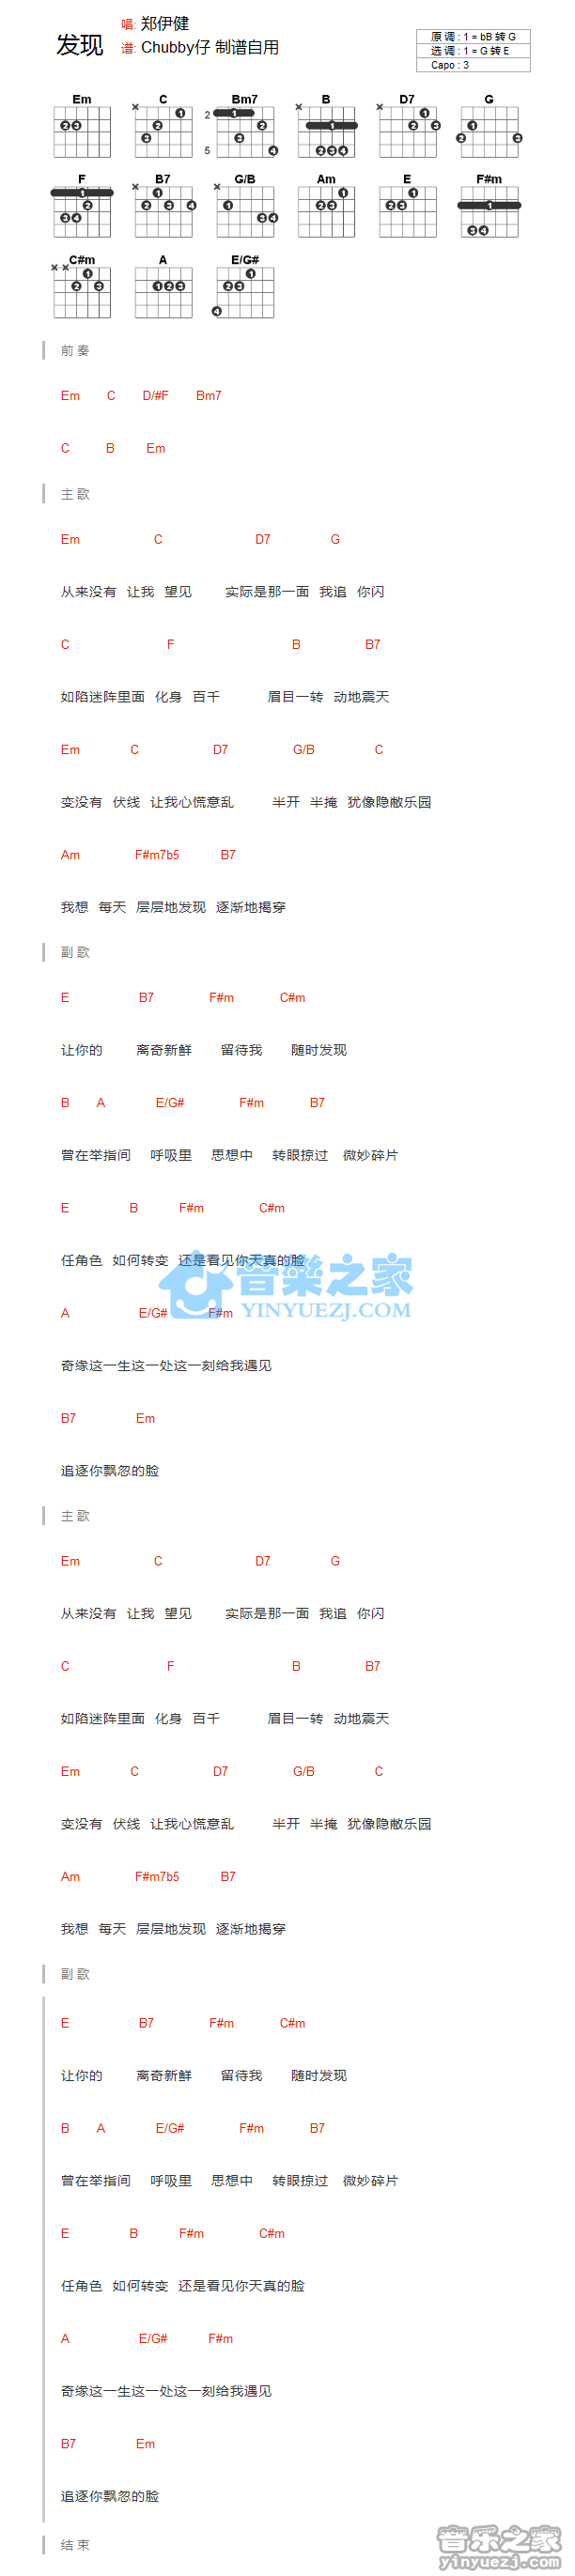 发现
唱: 郑伊健
谱: Chubby仔 制谱自用
原 调 : 1 = bB 转 G
选 调 : 1 = G 转 E
Capo : 3
Em C Bm7 B D7 G
F B7 G/B Am E F#m
C#m A E/G#
前 奏
Em C D/#F Bm7
C B Em
主 歌
Em C D7 G
从来没有 让我 望见 实际是那一面 我追 你闪
C F B B7
如陷迷阵里面 化身 百千 眉目一转 动地震天
Em C D7 G/B C
变没有 伏线 让我心慌意乱 半开 半掩 犹像隐敝乐园
Am F#m7b5 B7
我想 每天 层层地发现 逐渐地揭穿
副 歌
E B7 F#m C#m
让你的 离奇新鲜 留待我 随时发现
B A E/G# F#m B7
曾在举指间 呼吸里 思想中 转眼掠过 微妙碎片
E B F#m C#m
任角色 如何转变 还是看见你天真的脸
音樂之家
YINYUEZJ.COM
A E/G# F#m
奇缘这一生这一处这一刻给我遇见
B7 Em
追逐你飘忽的脸
主 歌
Em C D7 G
从来没有 让我 望见 实际是那一面 我追 你闪
C F B B7
如陷迷阵里面 化身 百千 眉目一转 动地震天
Em C D7 G/B C
变没有 伏线 让我心慌意乱 半开 半掩 犹像隐敝乐园
Am F#m7b5 B7
我想 每天 层层地发现 逐渐地揭穿
副 歌
E B7 F#m C#m
让你的 离奇新鲜 留待我 随时发现
B A E/G# F#m B7
曾在举指间 呼吸里 思想中 转眼掠过 微妙碎片
E B F#m C#m
任角色 如何转变 还是看见你天真的脸
A E/G# F#m
奇缘这一生这一处这一刻给我遇见
B7 Em
追逐你飘忽的脸
结 束
音乐之家
yinyuezj.com